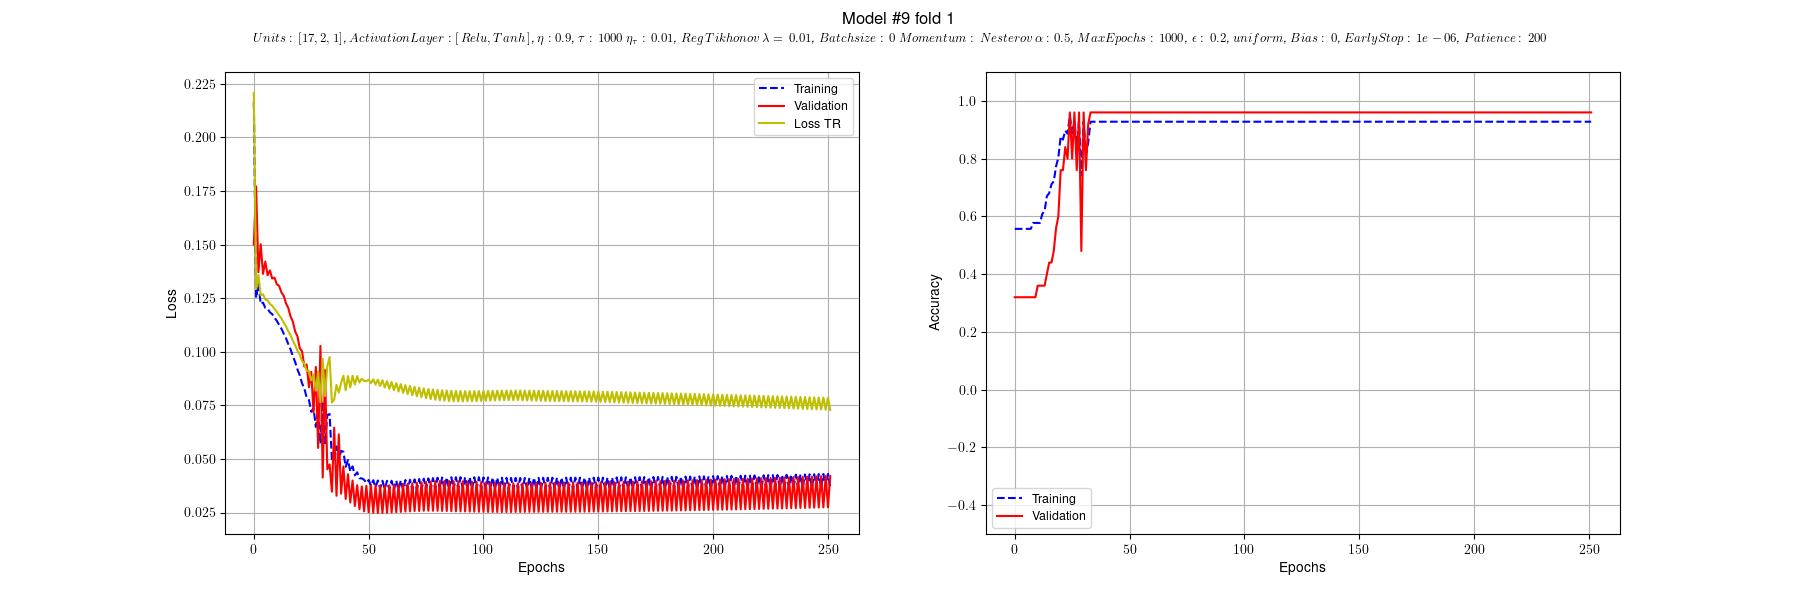 Model #9 fold 1
Units : [17, 2, 1], ActivationLayer : [Relu, Tanh], η : 0.9, τ : 1000 η_τ : 0.01, RegTikhonov λ = 0.01, Batchsize : 0 Momentum : Nesterov α : 0.5, MaxEpochs : 1000, ϵ : 0.2, uniform, Bias : 0, EarlyStop : 1e − 06, Patience : 200
0.225
0.200
0.175
0.150
0.125
0.100
0.075
0.050
0.025
Loss
Training
Validation
Loss TR
0 50 100 150 200 250
Epochs
1.0
0.8
0.6
0.4
0.2
0.0
−0.2
−0.4
Accuracy
Training
Validation
0 50 100 150 200 250
Epochs